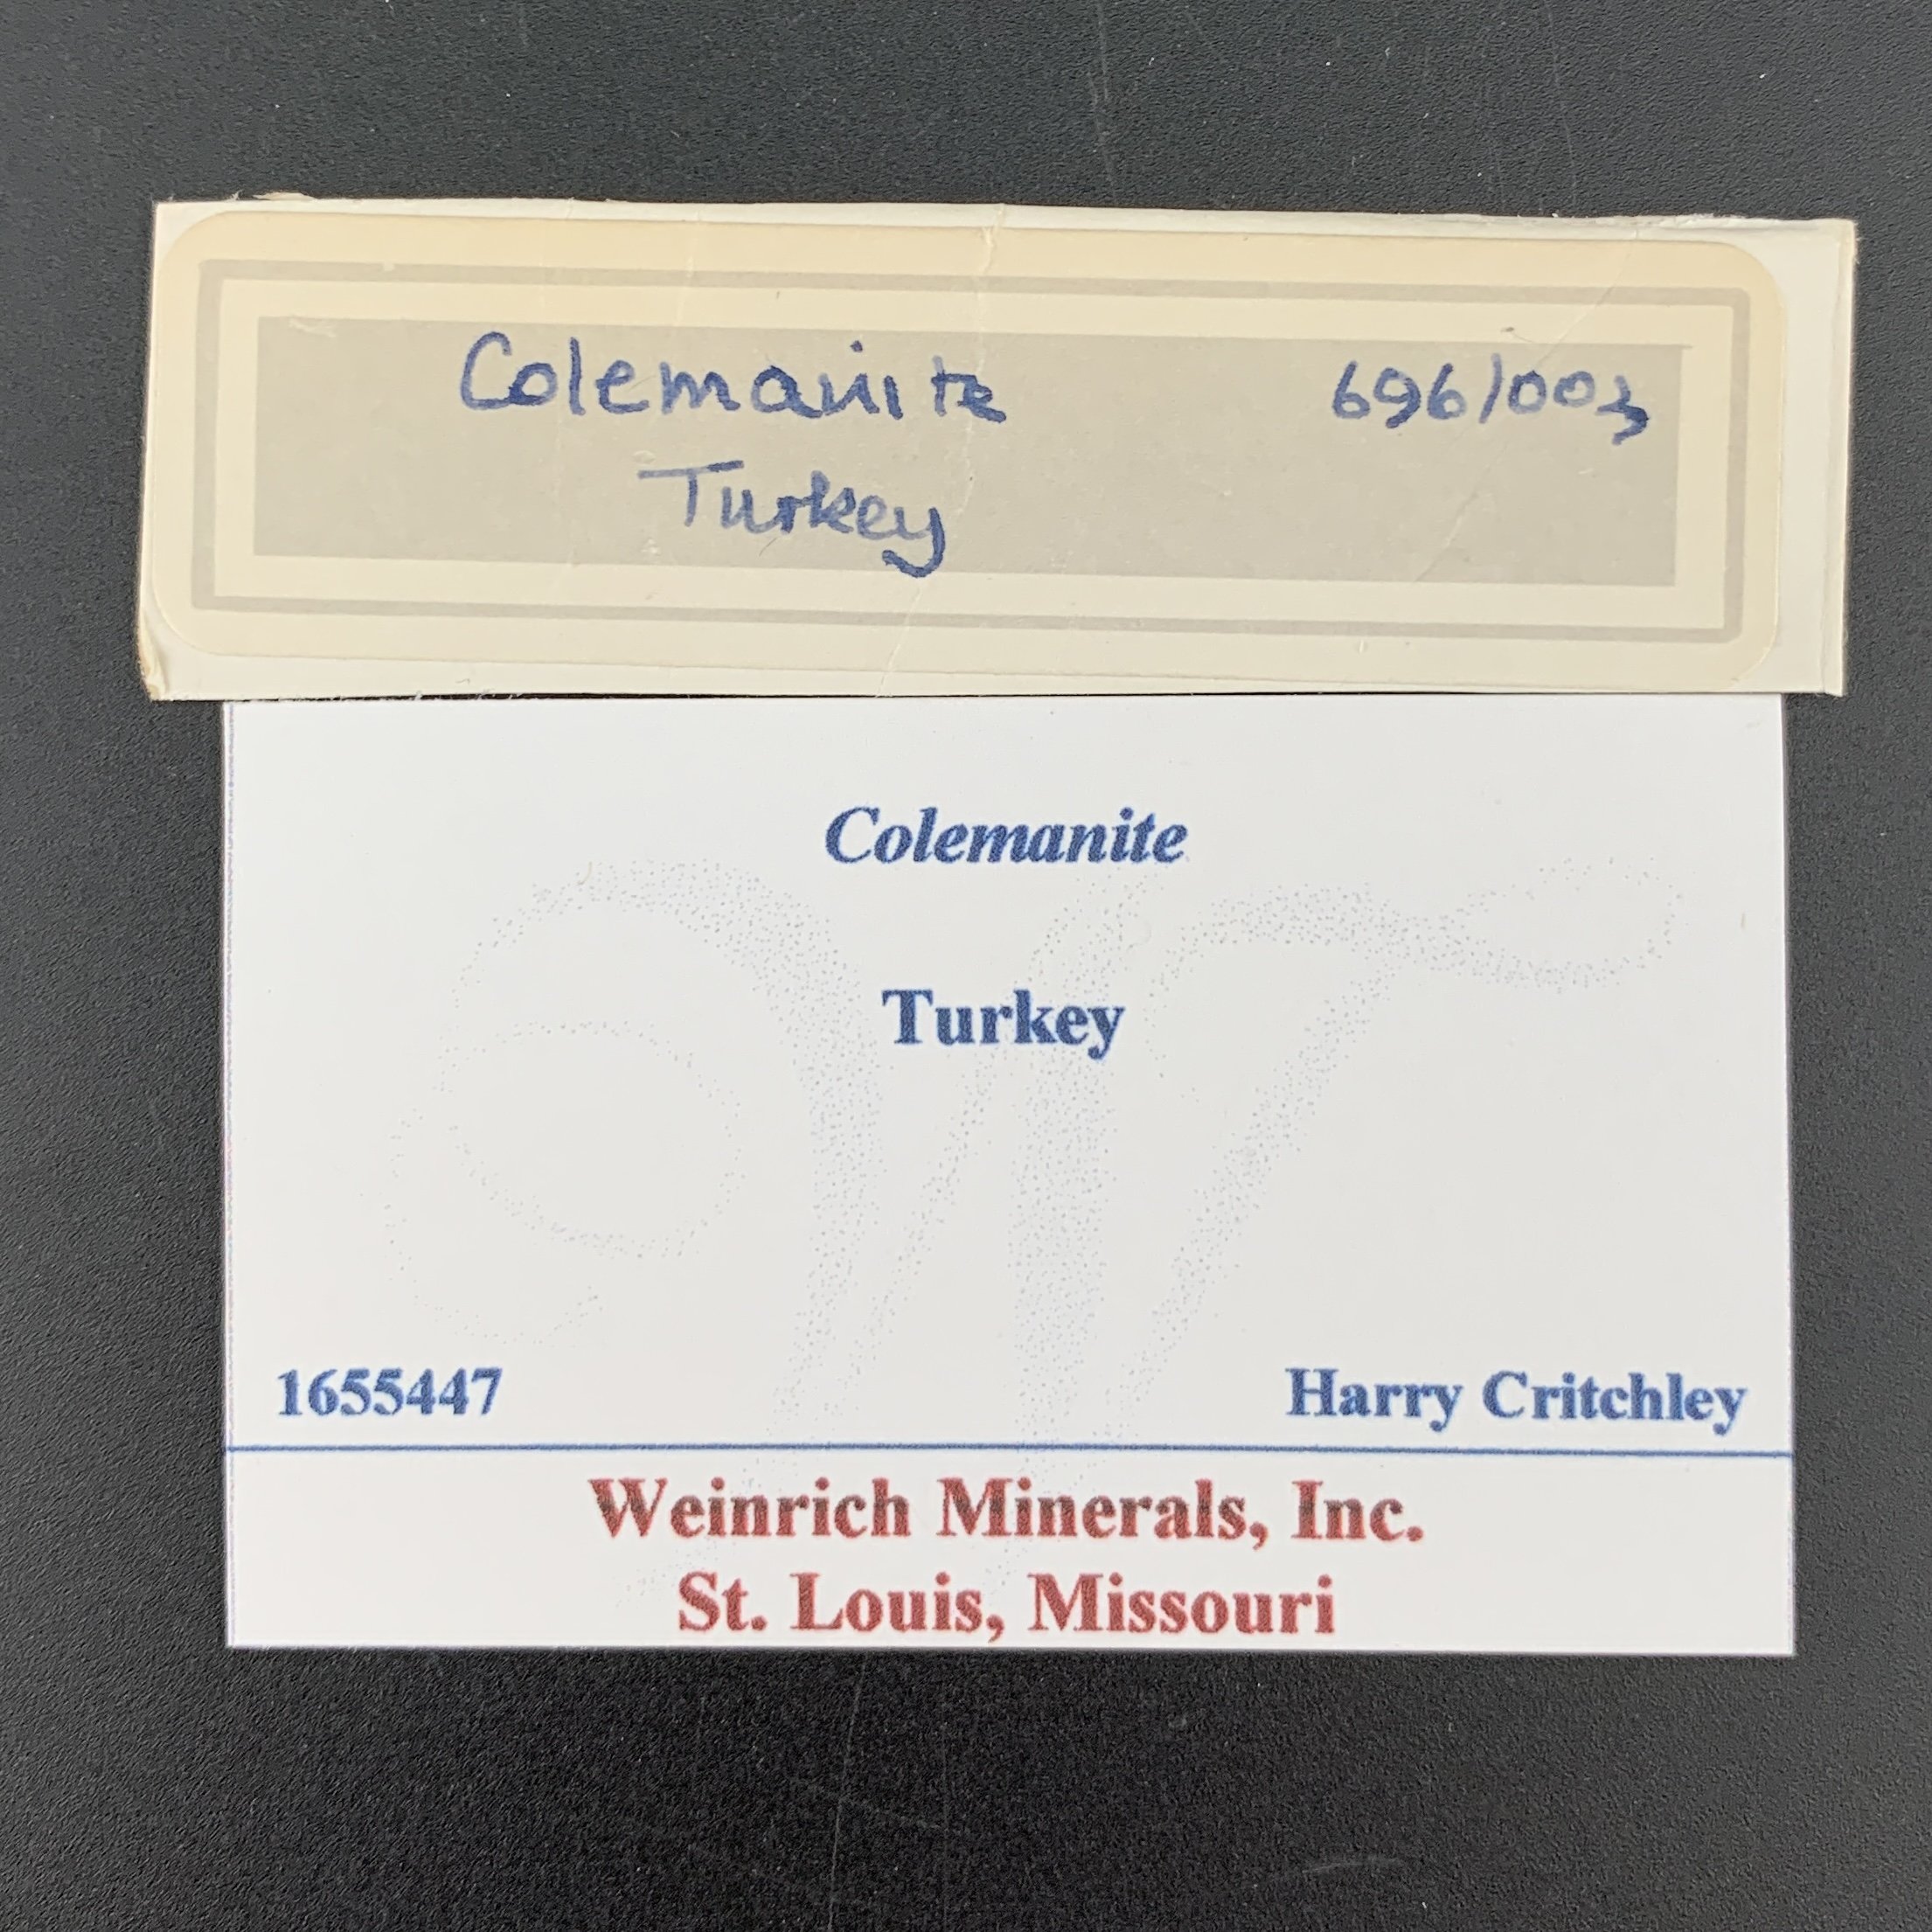 Colemanite 696/003
Turkey
Colemanite
Turkey
1655447 Harry Critchley
Weinrich Minerals, Inc.
St. Louis, Missouri